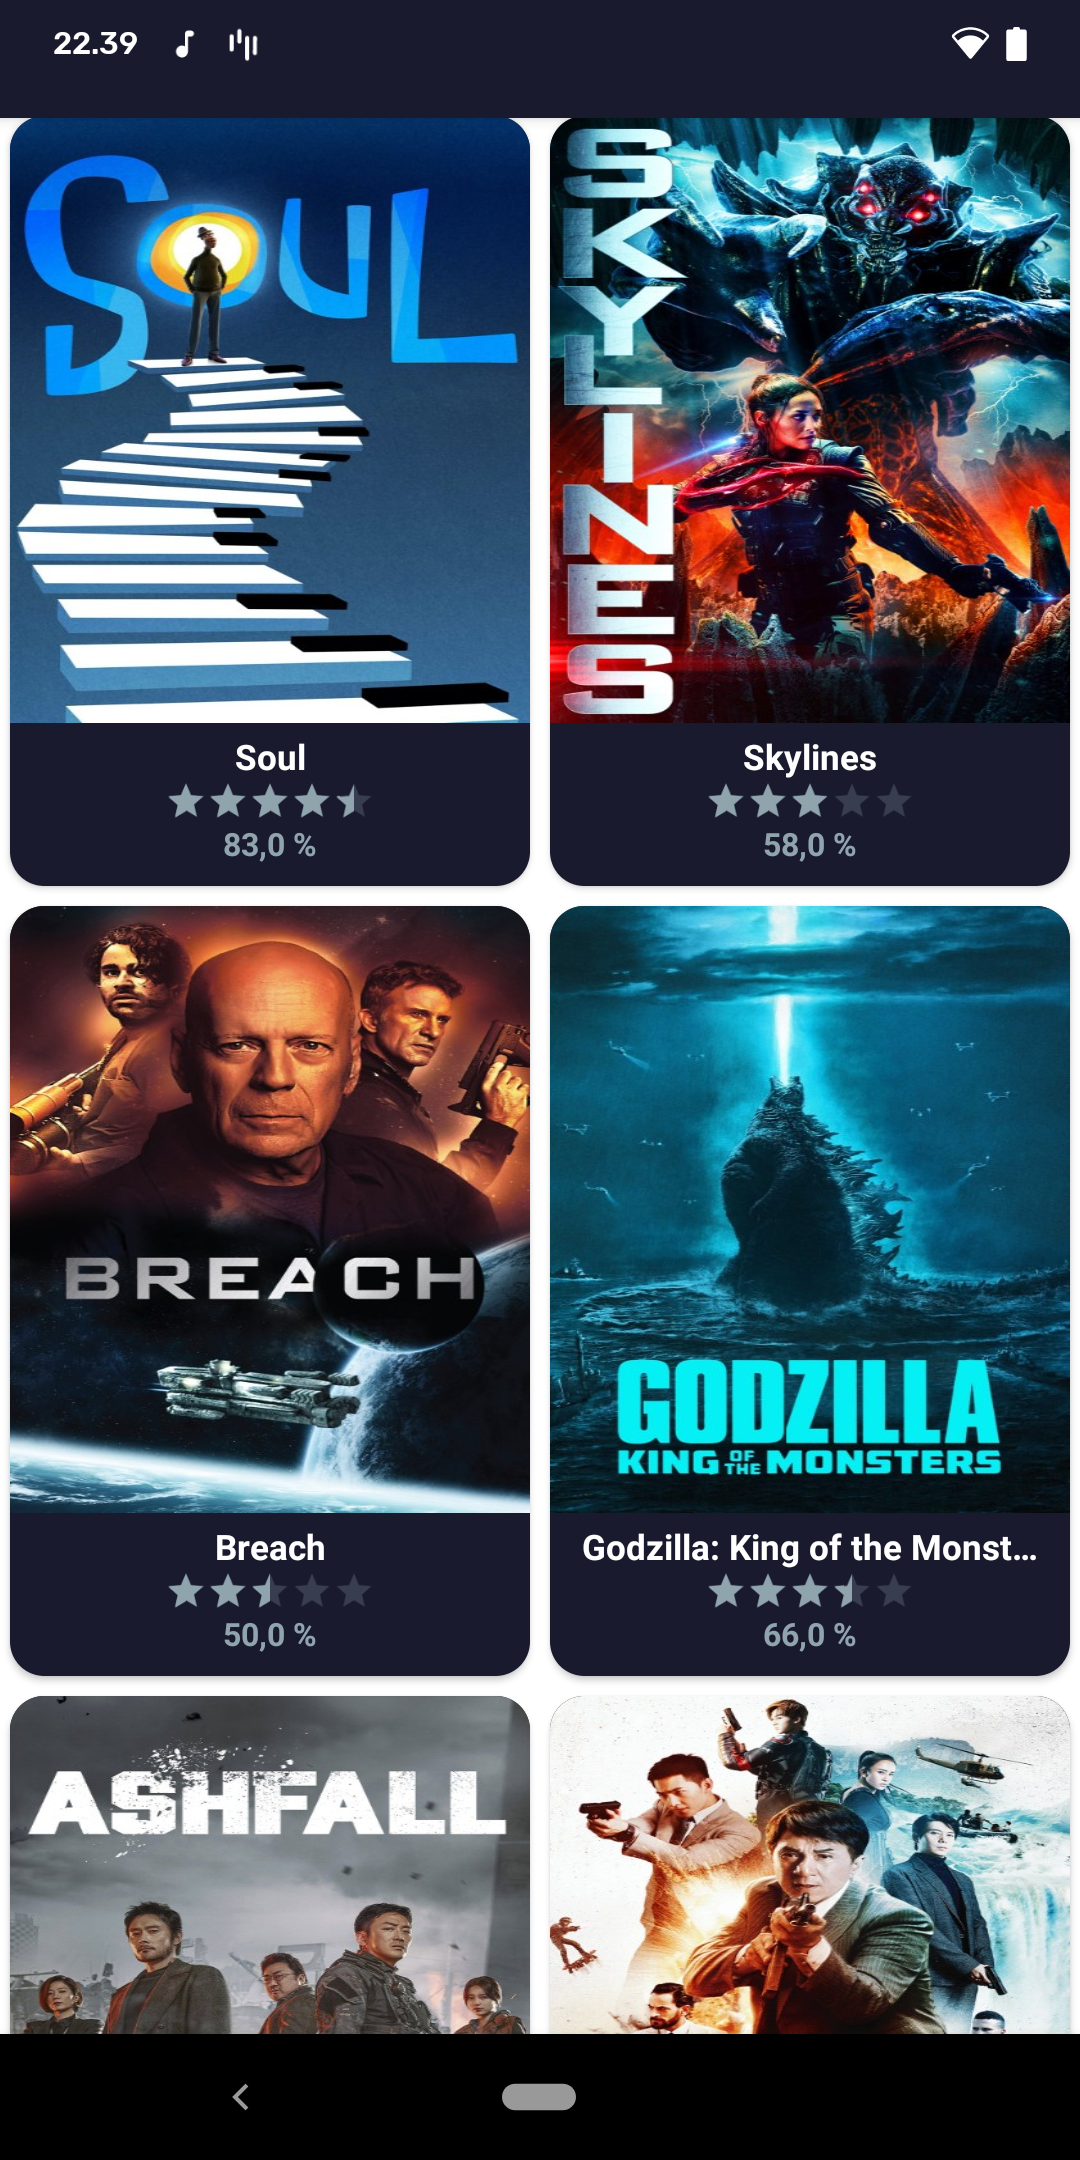 22.39
SOUL
SKYLINES
Soul
83,0 %
Skylines
58,0 %
BREACH
GODZILLA
KING OF THE MONSTERS
Breach
50,0 %
Godzilla: King of the Monst...
66,0 %
ASHFALL